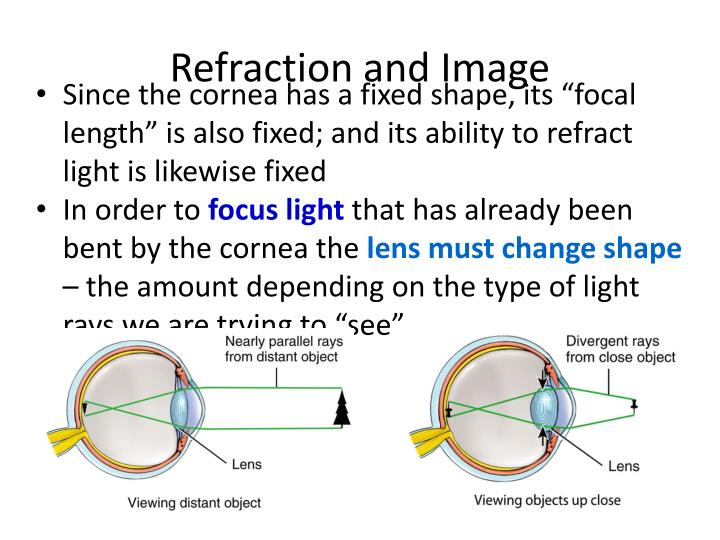 Refraction and Image
• Since the cornea has a fixed shape, its “focal
length” is also fixed; and its ability to refract
light is likewise fixed
• In order to focus light that has already been
bent by the cornea the lens must change shape
– the amount depending on the type of light
rays we are trying to “see”
Nearly parallel rays
from distant object
Lens
Viewing distant object
Divergent rays
from close object
Lens
Viewing objects up close